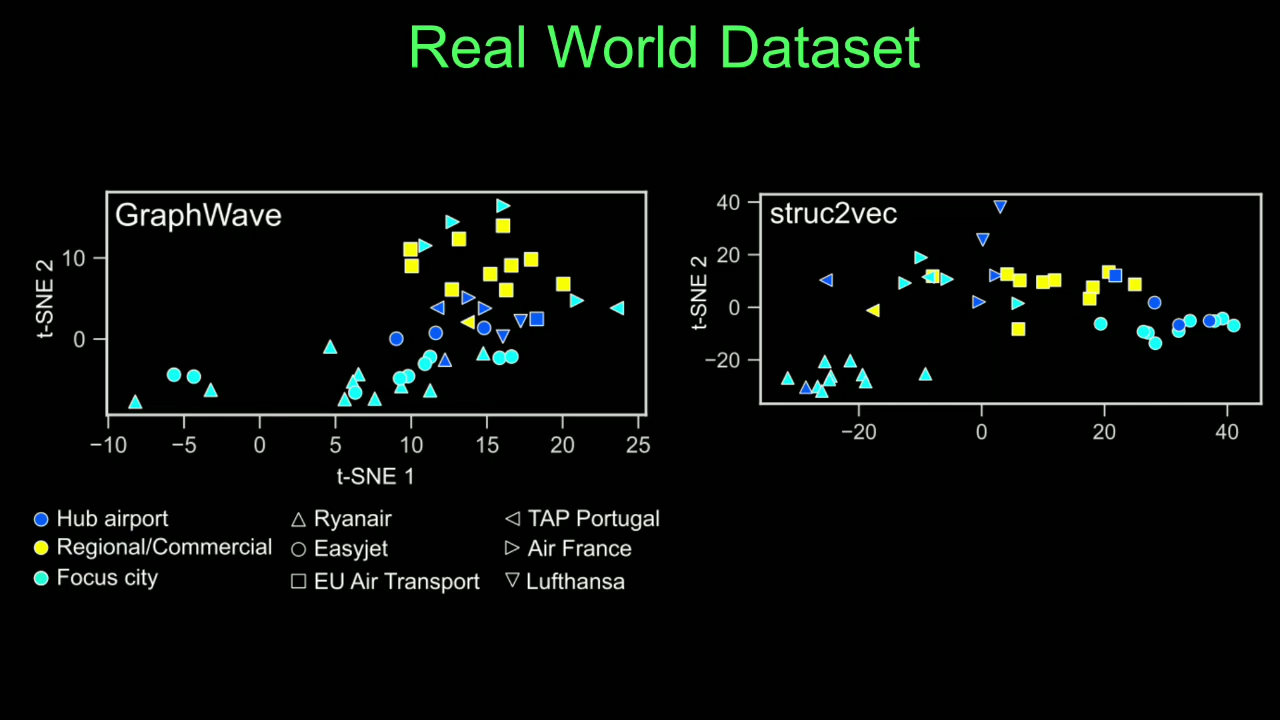 Real World Dataset
GraphWave
t-SNE 2
10
0
−10 −5 0 5 10 15 20 25
t-SNE 1
struc2vec
t-SNE 2
40
20
0
−20
−20 0 20 40
Hub airport
Regional/Commercial
Focus city
Ryanair
Easyjet
EU Air Transport
TAP Portugal
Air France
Lufthansa